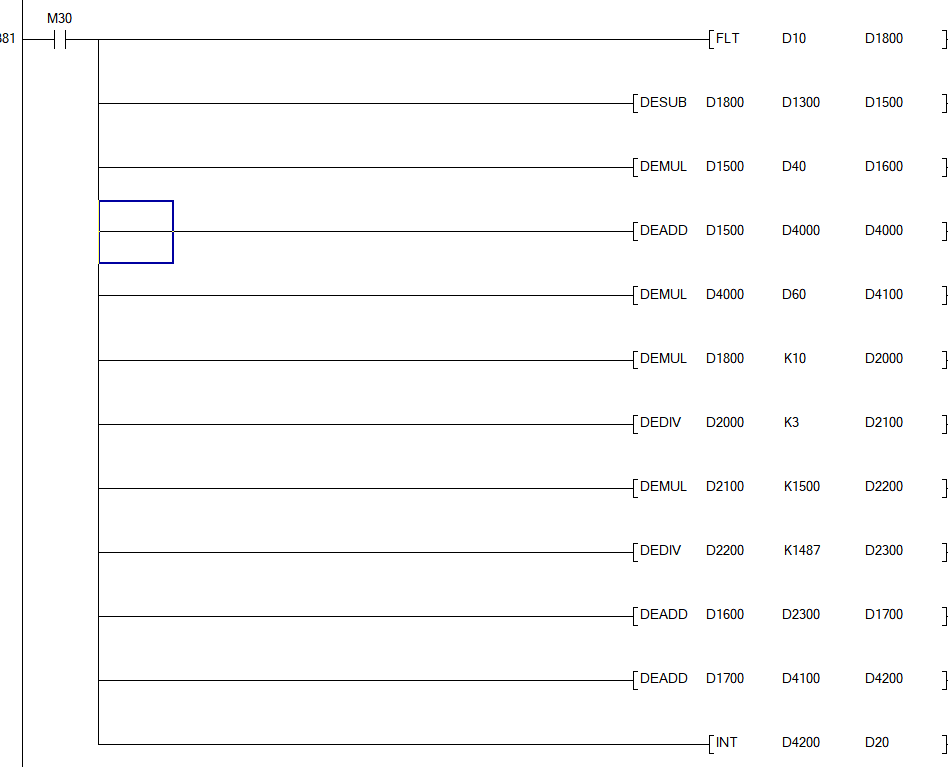 M30
381 FLT D10 D1800
DESUB D1800 D1300 D1500
DEMUL D1500 D40 D1600
DEADD D1500 D4000 D4000
DEMUL D4000 D60 D4100
DEMUL D1800 K10 D2000
DEDIV D2000 K3 D2100
DEMUL D2100 K1500 D2200
DEDIV D2200 K1487 D2300
DEADD D1600 D2300 D1700
DEADD D1700 D4100 D4200
INT D4200 D20